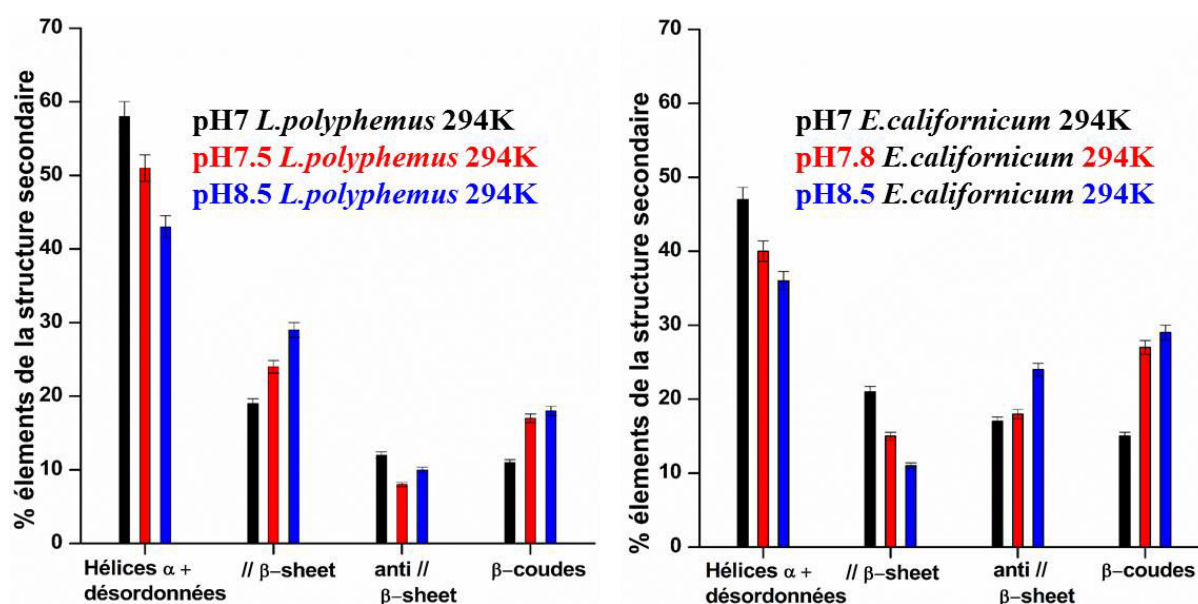 % élements de la structure secondaire
70
60
50
40
30
20
10
0
pH7 L.polyphemus 294K
pH7.5 L.polyphemus 294K
pH8.5 L.polyphemus 294K
Hélices α +
désordonnées
// β-sheet
anti //
β-sheet
β-coudes
% élements de la structure secondaire
70
60
50
40
30
20
10
0
pH7 E.californicum 294K
pH7.8 E.californicum 294K
pH8.5 E.californicum 294K
Hélices α +
désordonnées
// β-sheet
anti //
β-sheet
β-coudes